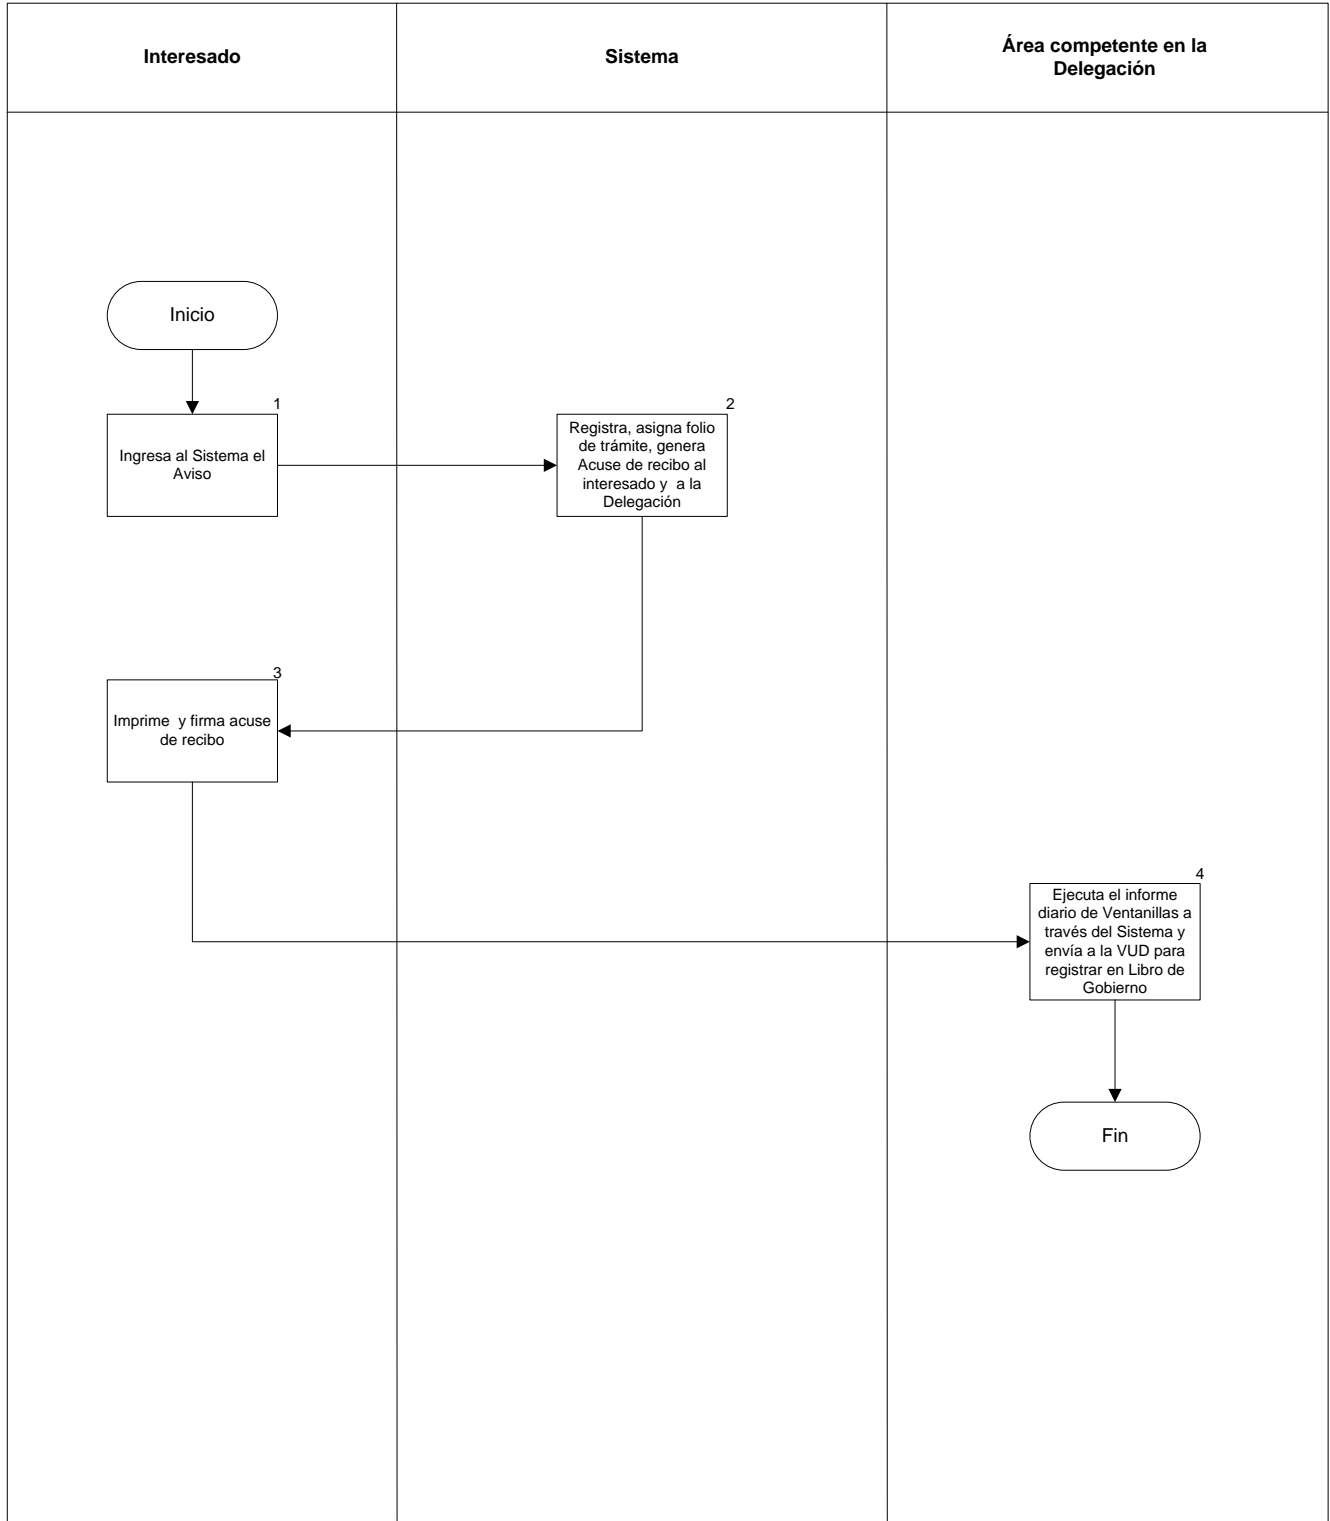 Interesado
Sistema
Área competente en la
Delegación
Inicio
1
Ingresa al Sistema el
Aviso
2
Registra, asigna folio
de trámite, genera
Acuse de recibo al
interesado y  a la
Delegación
3
Imprime  y firma acuse
de recibo
4
Ejecuta el informe
diario de Ventanillas a
través del Sistema y
envía a la VUD para
registrar en Libro de
Gobierno
Fin